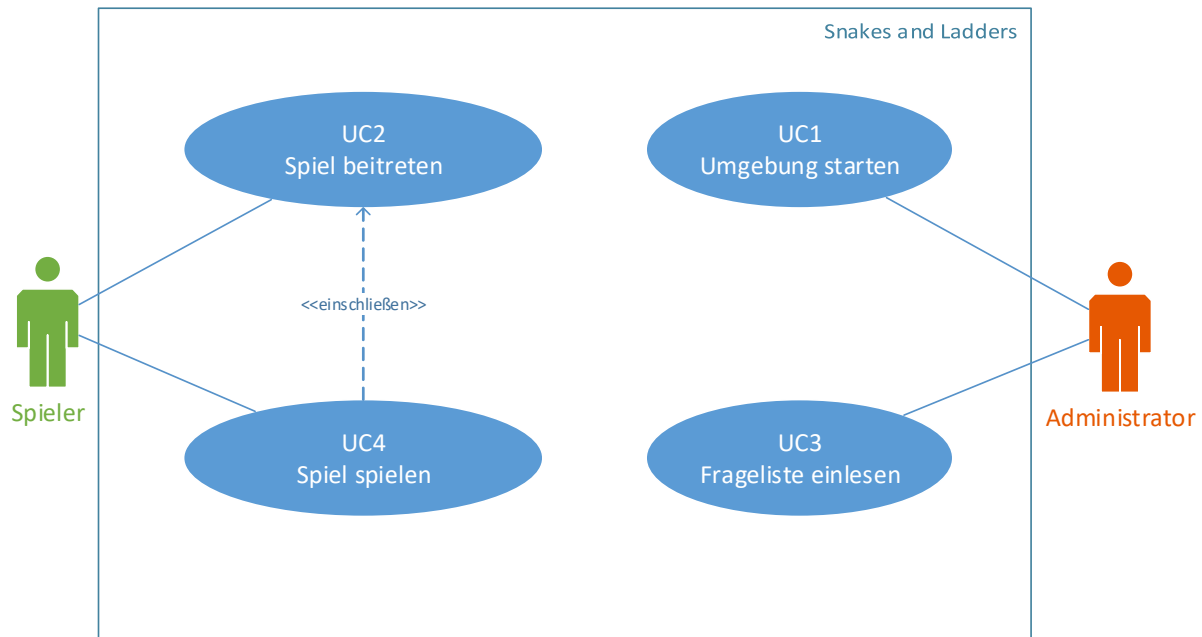 Snakes and Ladders
UC2
Spiel beitreten
UC1
Umgebung starten
<<einschließen>>
Spieler
Administrator
UC4
Spiel spielen
UC3
Frageliste einlesen